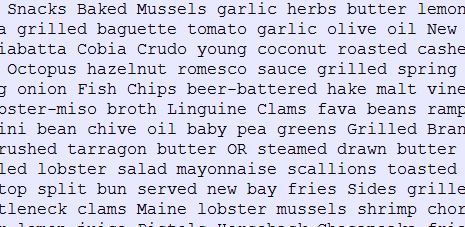 Snacks Baked Mussels garlic herbs butter lemon
a grilled baguette tomato garlic olive oil New
iabatta Cobia Crudo young coconut roasted cashe
Octopus hazelnut romesco sauce grilled spring
g onion Fish Chips beer-battered hake malt vine
bster-miso broth Linguine Clams fava beans ramp
ini bean chive oil baby pea greens Grilled Bran
rushed tarragon butter OR steamed drawn butter
led lobster salad mayonnaise scallions toasted
top split bun served new bay fries Sides grille
tleneck clams Maine lobster mussels shrimp chor